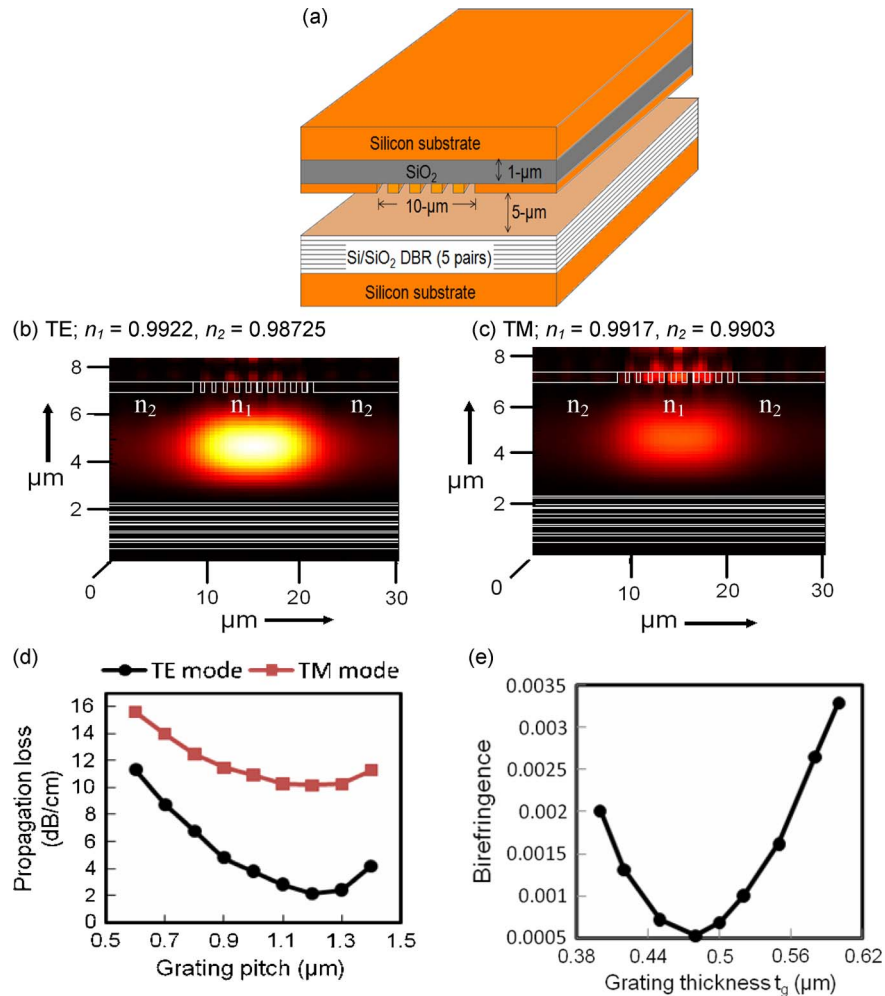 (a)
Silicon substrate
SiO₂
1-µm
10-µm
5-µm
Si/SiO₂ DBR (5 pairs)
Silicon substrate
(b) TE; n₁ = 0.9922, n₂ = 0.98725
8
6
4
2
0
µm
n₂
n₁
n₂
10
20
30
µm
(c) TM; n₁ = 0.9917, n₂ = 0.9903
8
6
4
2
0
µm
n₂
n₁
n₂
10
20
30
µm
(d)
TE mode
TM mode
Propagation loss
(dB/cm)
16
14
12
10
8
6
4
2
0
0.5
0.7
0.9
1.1
1.3
1.5
Grating pitch (µm)
(e)
Birefringence
0.0035
0.003
0.0025
0.002
0.0015
0.001
0.0005
0.38
0.44
0.50
0.56
0.62
Grating thickness tg (µm)